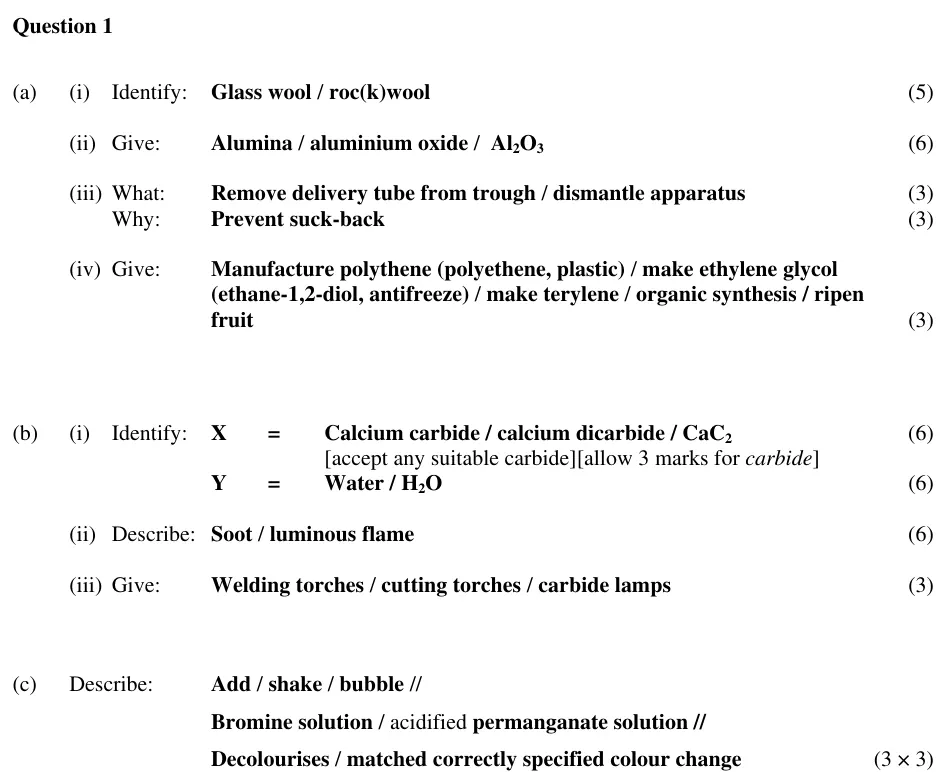 Question 1
(a) (i) Identify: Glass wool / roc(k)wool (5)
(ii) Give: Alumina / aluminium oxide / Al₂O₃ (6)
(iii) What: Remove delivery tube from trough / dismantle apparatus (3)
Why: Prevent suck-back (3)
(iv) Give: Manufacture polythene (polyethene, plastic) / make ethylene glycol
(ethane-1,2-diol, antifreeze) / make terylene / organic synthesis / ripen
fruit (3)
(b) (i) Identify: X = Calcium carbide / calcium dicarbide / CaC₂ (6)
[accept any suitable carbide][allow 3 marks for carbide]
Y = Water / H₂O (6)
(ii) Describe: Soot / luminous flame (6)
(iii) Give: Welding torches / cutting torches / carbide lamps (3)
(c) Describe: Add / shake / bubble //
Bromine solution / acidified permanganate solution //
Decolourises / matched correctly specified colour change (3 × 3)